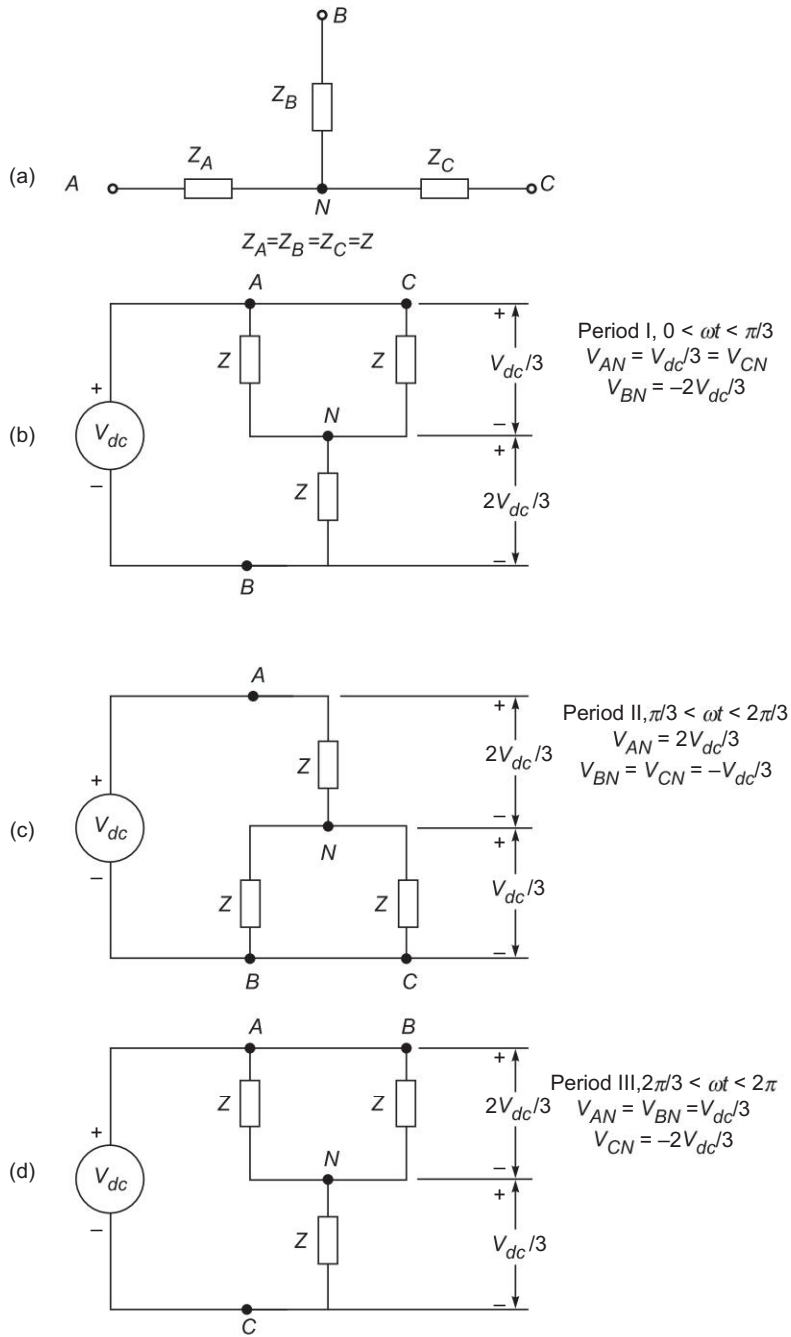 B
Z_B
Z_A
Z_C
(a)
A
N
C
Z_A=Z_B=Z_C=Z
A
C
+
Period I, 0 < ωt < π/3
Z
Z
V_dc/3
V_AN = V_dc/3 = V_CN
V_BN = –2V_dc/3
+
N
–
(b)
V_dc
+
–
Z
2V_dc/3
–
B
A
+
Period II, π/3 < ωt < 2π/3
Z
2V_dc/3
V_AN = 2V_dc/3
V_BN = V_CN = –V_dc/3
+
–
(c)
V_dc
N
+
–
Z
Z
V_dc/3
–
B
C
A
B
+
Period III, 2π/3 < ωt < 2π
Z
Z
2V_dc/3
V_AN = V_BN = V_dc/3
V_CN = –2V_dc/3
+
N
–
(d)
V_dc
+
–
Z
V_dc/3
–
C